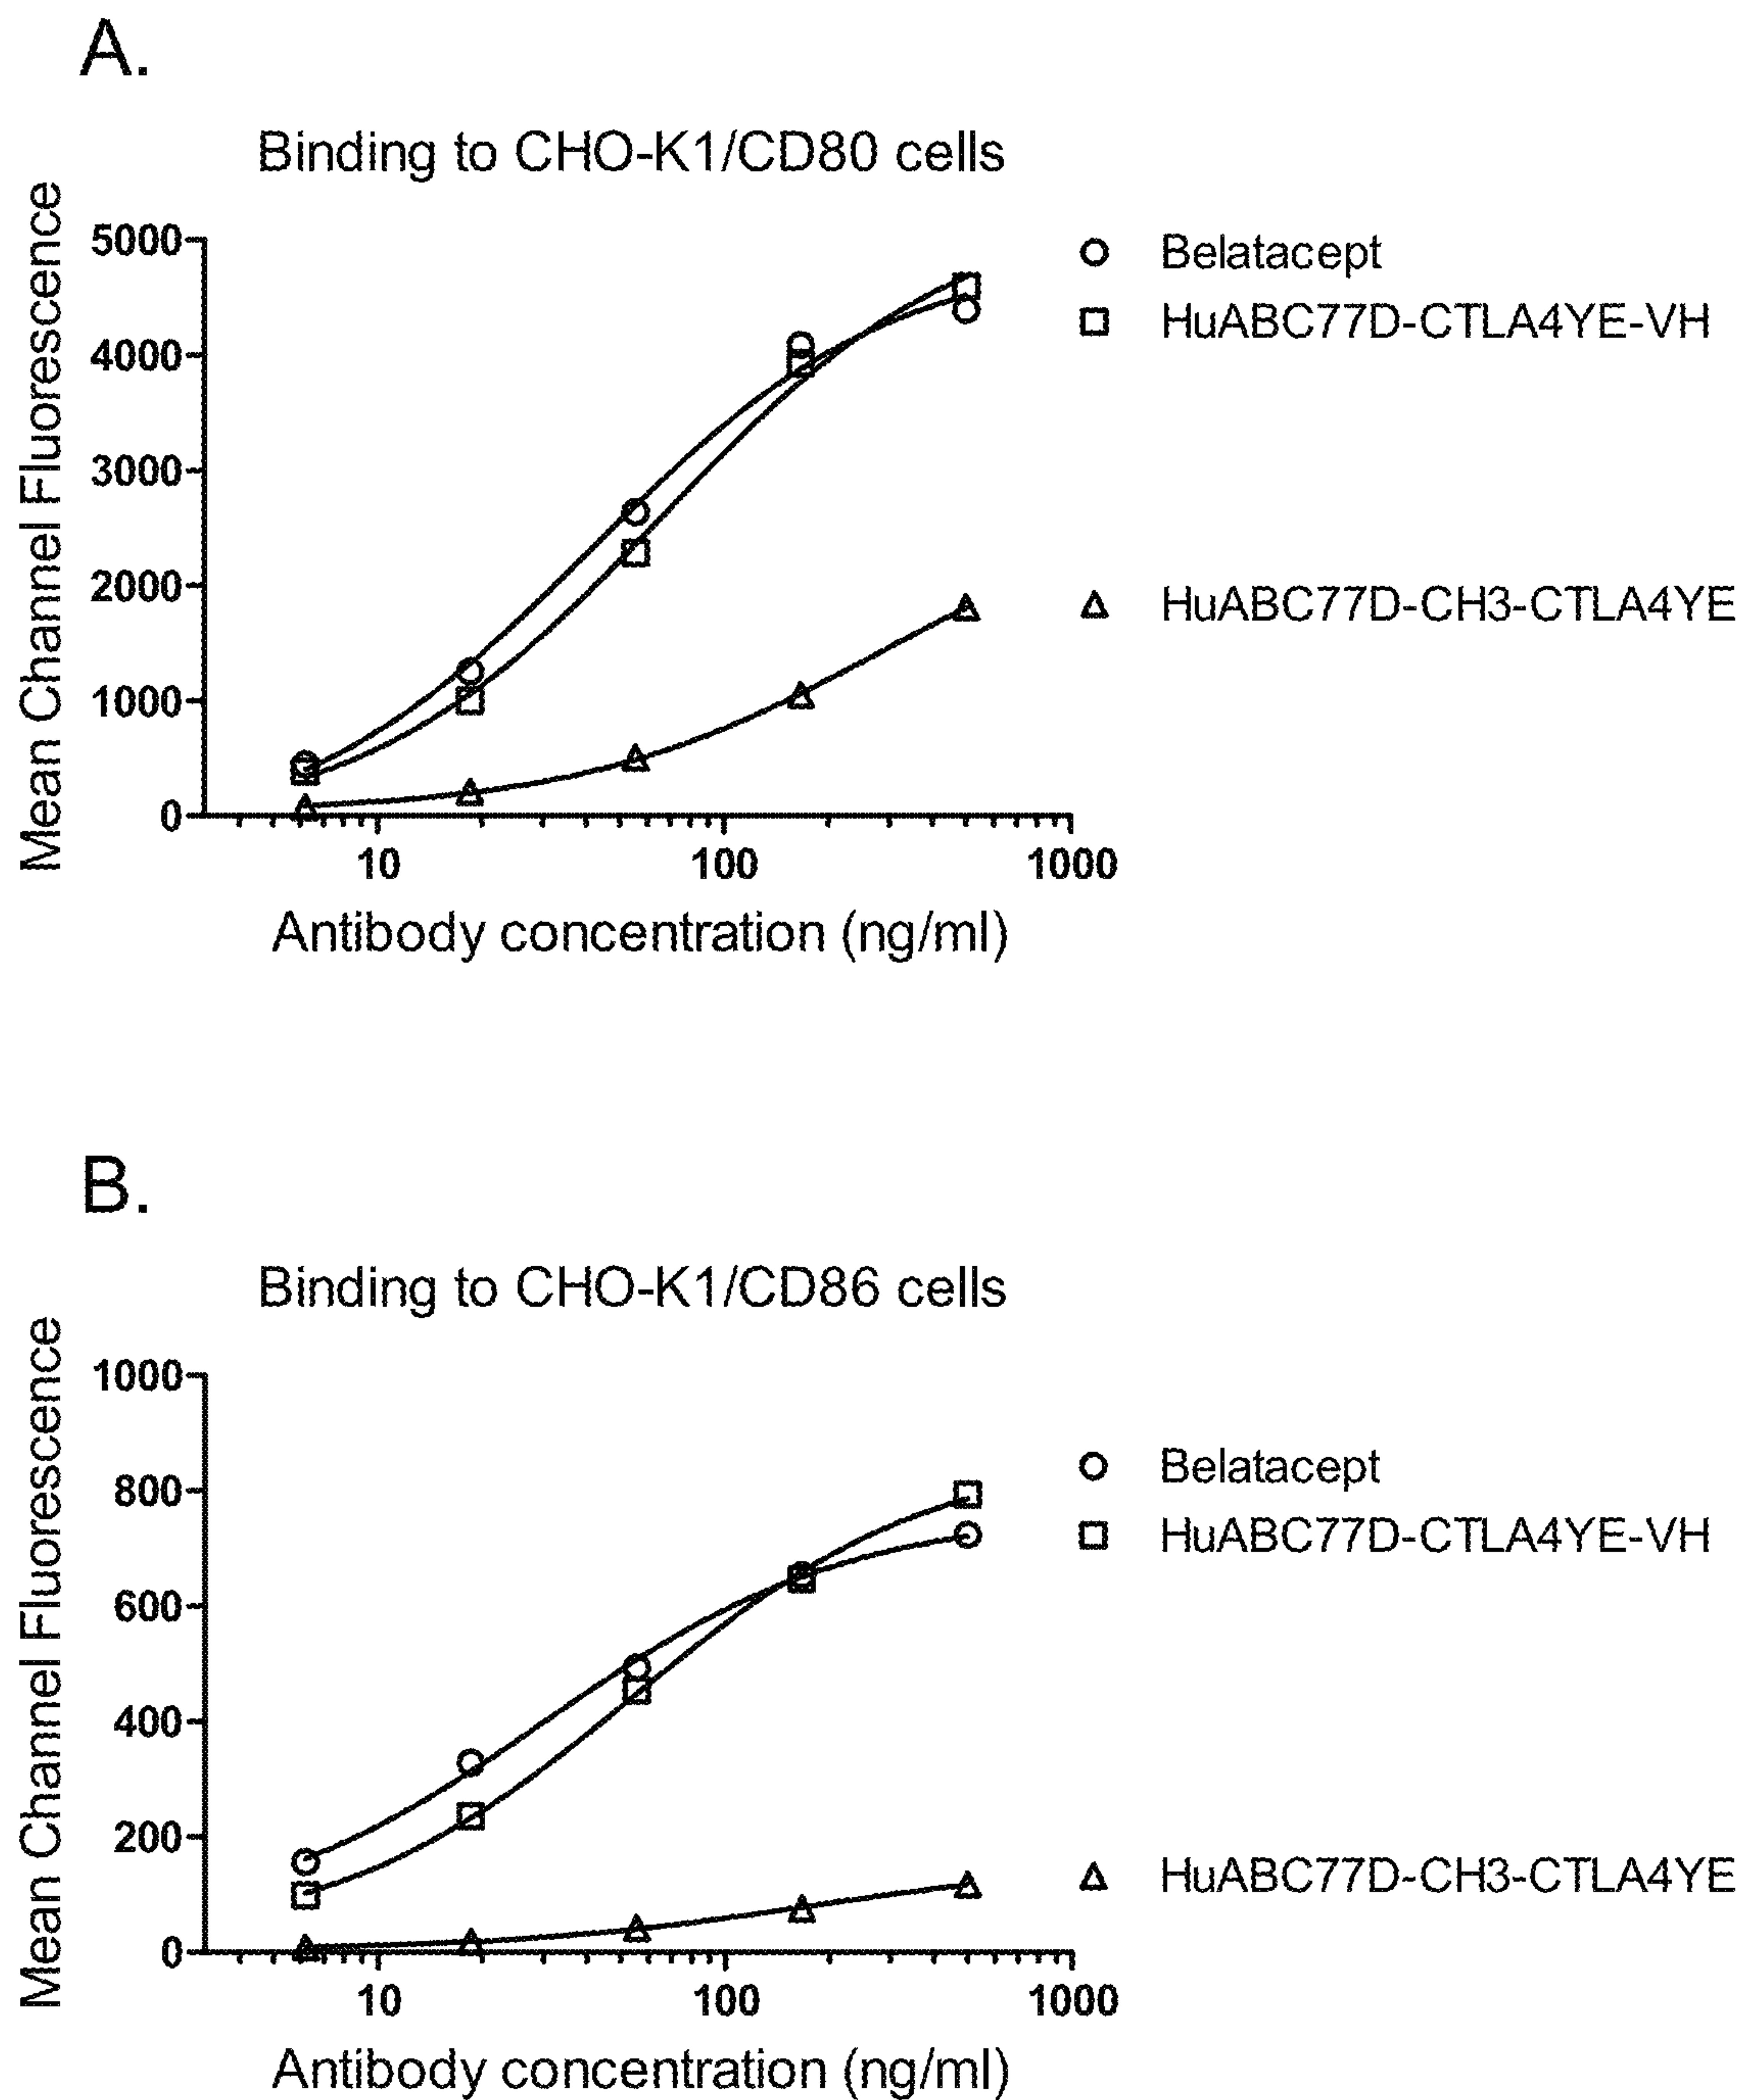 A.
Binding to CHO-K1/CD80 cells
Mean Channel Fluorescence
5000
4000
3000
2000
1000
0
10
100
1000
Antibody concentration (ng/ml)
Belatacept
HuABC77D-CTLA4YE-VH
HuABC77D-CH3-CTLA4YE
B.
Binding to CHO-K1/CD86 cells
Mean Channel Fluorescence
1000
800
600
400
200
0
10
100
1000
Antibody concentration (ng/ml)
Belatacept
HuABC77D-CTLA4YE-VH
HuABC77D-CH3-CTLA4YE